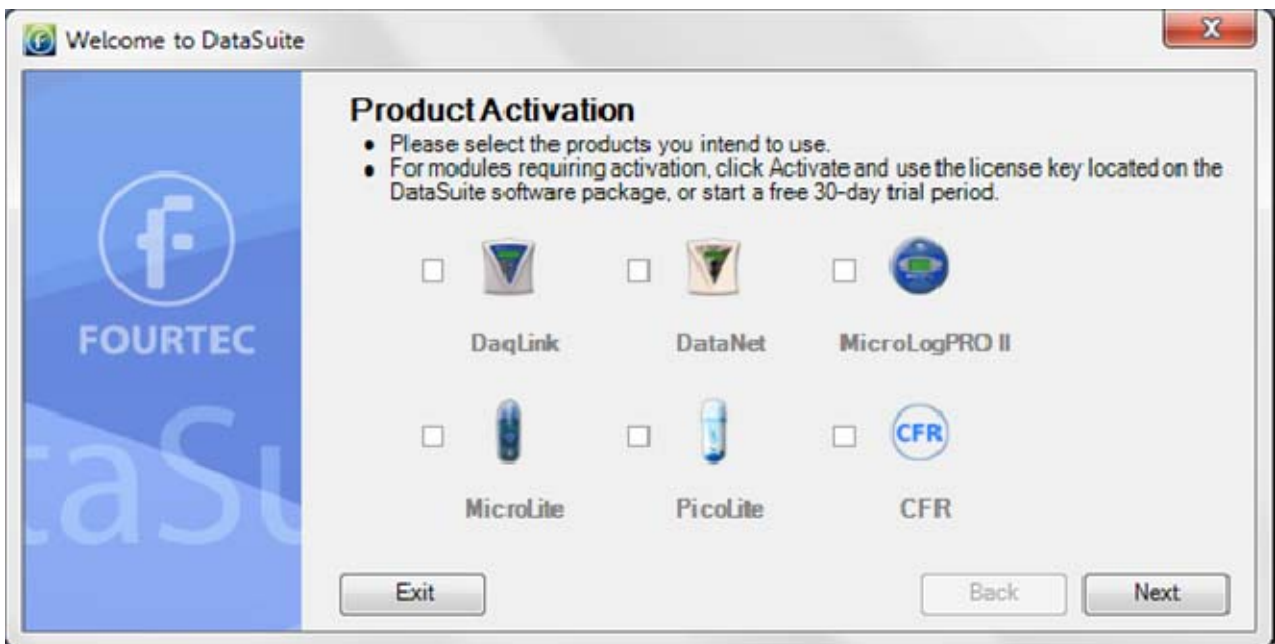 Welcome to DataSuite
X
Product Activation
• Please select the products you intend to use.
• For modules requiring activation, click Activate and use the license key located on the
DataSuite software package, or start a free 30-day trial period.
FOURTEC
DaqLink DataNet MicroLogPRO II
CFR
MicroLite PicoLite CFR
taSu
Exit Back Next